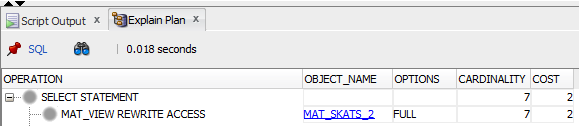 Script Output × Explain Plan ×
SQL 0.018 seconds
OPERATION OBJECT_NAME OPTIONS CARDINALITY COST
SELECT STATEMENT 7 2
MAT_VIEW REWRITE ACCESS MAT_SKATS_2 FULL 7 2